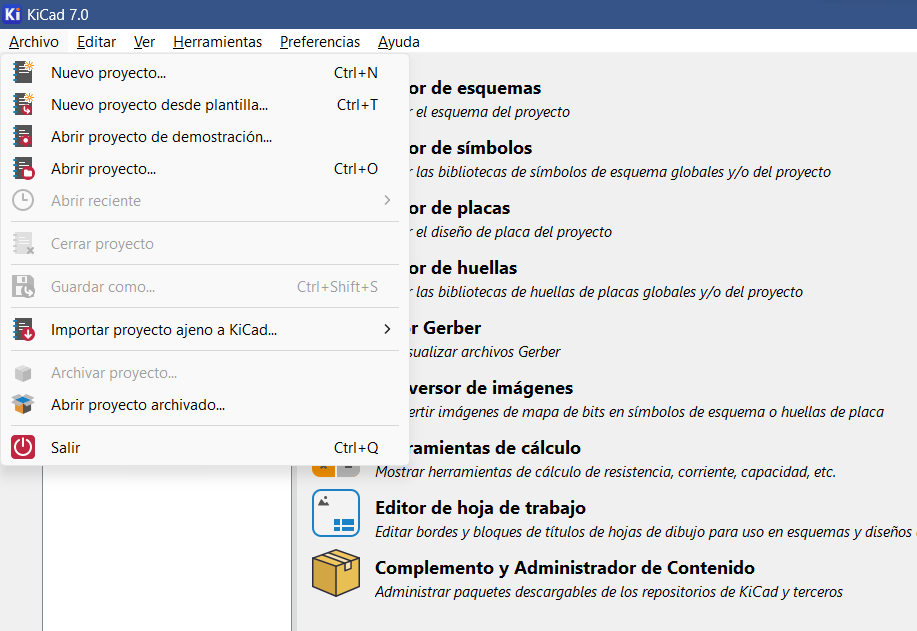 Ki KiCad 7.0
Archivo Editar Ver Herramientas Preferencias Ayuda
Nuevo proyecto... Ctrl+N
Nuevo proyecto desde plantilla... Ctrl+T
Abrir proyecto de demostración...
Abrir proyecto... Ctrl+O
Abrir reciente
Cerrar proyecto
Guardar como... Ctrl+Shift+S
Importar proyecto ajeno a KiCad...
Archivar proyecto...
Abrir proyecto archivado...
Salir Ctrl+Q
or de esquemas
r el esquema del proyecto
or de símbolos
r las bibliotecas de símbolos de esquema globales y/o del proyecto
or de placas
r el diseño de placa del proyecto
or de huellas
r las bibliotecas de huellas de placas globales y/o del proyecto
r Gerber
sualizar archivos Gerber
versor de imágenes
ertir imágenes de mapa de bits en símbolos de esquema o huellas de placa
ramientas de cálculo
Mostrar herramientas de cálculo de resistencia, corriente, capacidad, etc.
Editor de hoja de trabajo
Editar bordes y bloques de títulos de hojas de dibujo para uso en esquemas y diseños
Complemento y Administrador de Contenido
Administrar paquetes descargables de los repositorios de KiCad y terceros